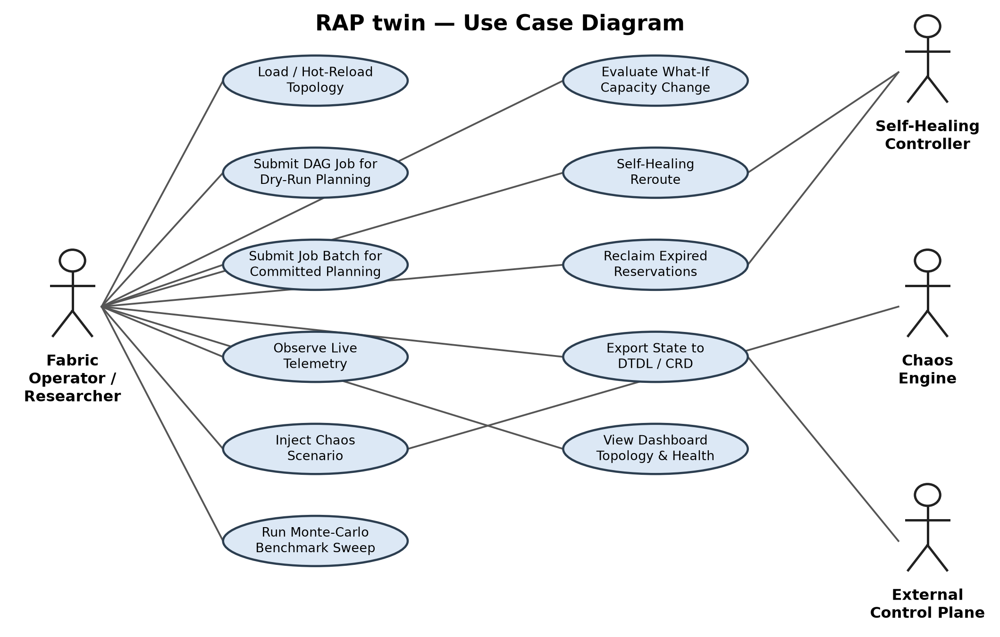 RAP twin — Use Case Diagram
Load / Hot-Reload
Topology
Submit DAG Job for
Dry-Run Planning
Submit Job Batch for
Committed Planning
Observe Live
Telemetry
Inject Chaos
Scenario
Run Monte-Carlo
Benchmark Sweep
Evaluate What-If
Capacity Change
Self-Healing
Reroute
Reclaim Expired
Reservations
Export State to
DTDL / CRD
View Dashboard
Topology & Health
Fabric
Operator /
Researcher
Self-Healing
Controller
Chaos
Engine
External
Control Plane